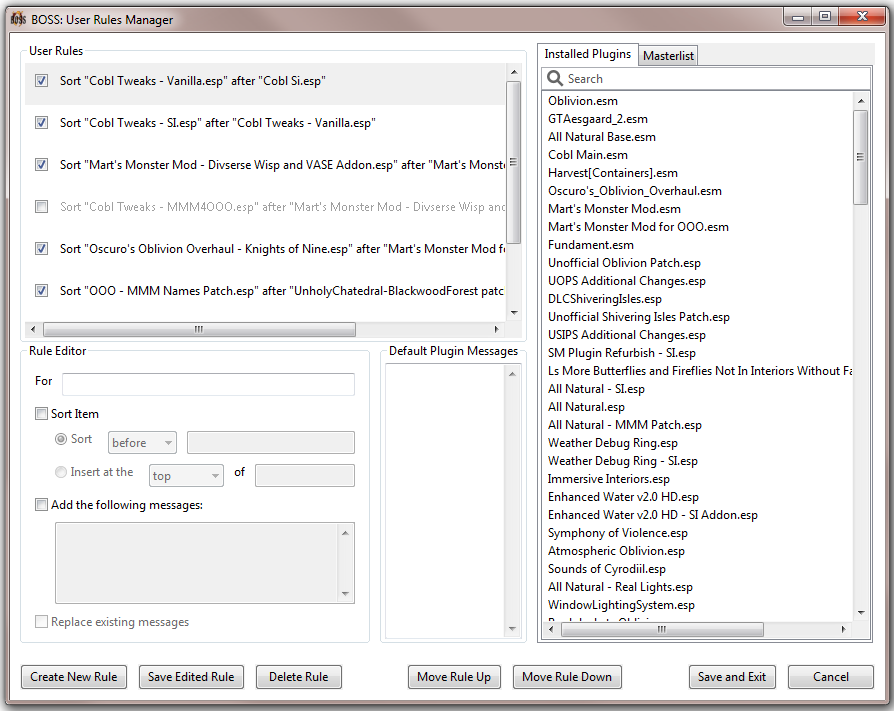 BOSS
BOSS: User Rules Manager
User Rules
Sort "Cobl Tweaks - Vanilla.esp" after "Cobl Si.esp"
Sort "Cobl Tweaks - SI.esp" after "Cobl Tweaks - Vanilla.esp"
Sort "Mart's Monster Mod - Divserse Wisp and VASE Addon.esp" after "Mart's Monst
Sort "Cobl Tweaks - MMM4OOO.esp" after "Mart's Monster Mod - Divserse Wisp and
Sort "Oscuro's Oblivion Overhaul - Knights of Nine.esp" after "Mart's Monster Mod f
Sort "OOO - MMM Names Patch.esp" after "UnholyChatedral-BlackwoodForest patc
Rule Editor
For
Sort Item
Sort before
Insert at the top of
Add the following messages:
Replace existing messages
Default Plugin Messages
Installed Plugins Masterlist
Search
Oblivion.esm
GTAesgaard_2.esm
All Natural Base.esm
Cobl Main.esm
Harvest[Containers].esm
Oscuro's_Oblivion_Overhaul.esm
Mart's Monster Mod.esm
Mart's Monster Mod for OOO.esm
Fundament.esm
Unofficial Oblivion Patch.esp
UOPS Additional Changes.esp
DLCShiveringIsles.esp
Unofficial Shivering Isles Patch.esp
USIPS Additional Changes.esp
SM Plugin Refurbish - SI.esp
Ls More Butterflies and Fireflies Not In Interiors Without Fa
All Natural - SI.esp
All Natural.esp
All Natural - MMM Patch.esp
Weather Debug Ring.esp
Weather Debug Ring - SI.esp
Immersive Interiors.esp
Enhanced Water v2.0 HD.esp
Enhanced Water v2.0 HD - SI Addon.esp
Symphony of Violence.esp
Atmospheric Oblivion.esp
Sounds of Cyrodiil.esp
All Natural - Real Lights.esp
WindowLightingSystem.esp
Create New Rule Save Edited Rule Delete Rule Move Rule Up Move Rule Down Save and Exit Cancel